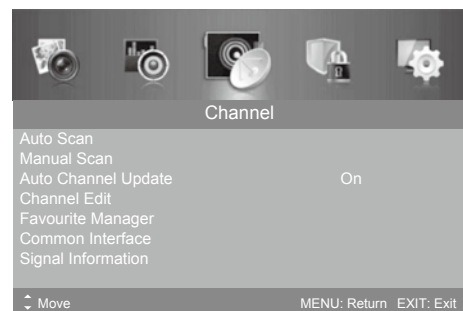 Channel
Auto Scan
Manual Scan
Auto Channel Update On
Channel Edit
Favourite Manager
Common Interface
Signal Information
Move MENU: Return EXIT: Exit